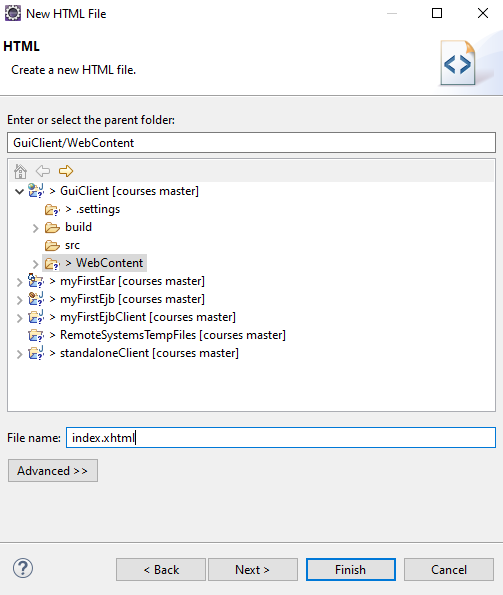 New HTML File
HTML
Create a new HTML file.
Enter or select the parent folder:
GuiClient/WebContent
> GuiClient [courses master]
> .settings
build
src
> WebContent
> myFirstEar [courses master]
> myFirstEjb [courses master]
> myFirstEjbClient [courses master]
> RemoteSystemsTempFiles [courses master]
> standaloneClient [courses master]
File name: index.xhtml
Advanced >>
< Back Next > Finish Cancel